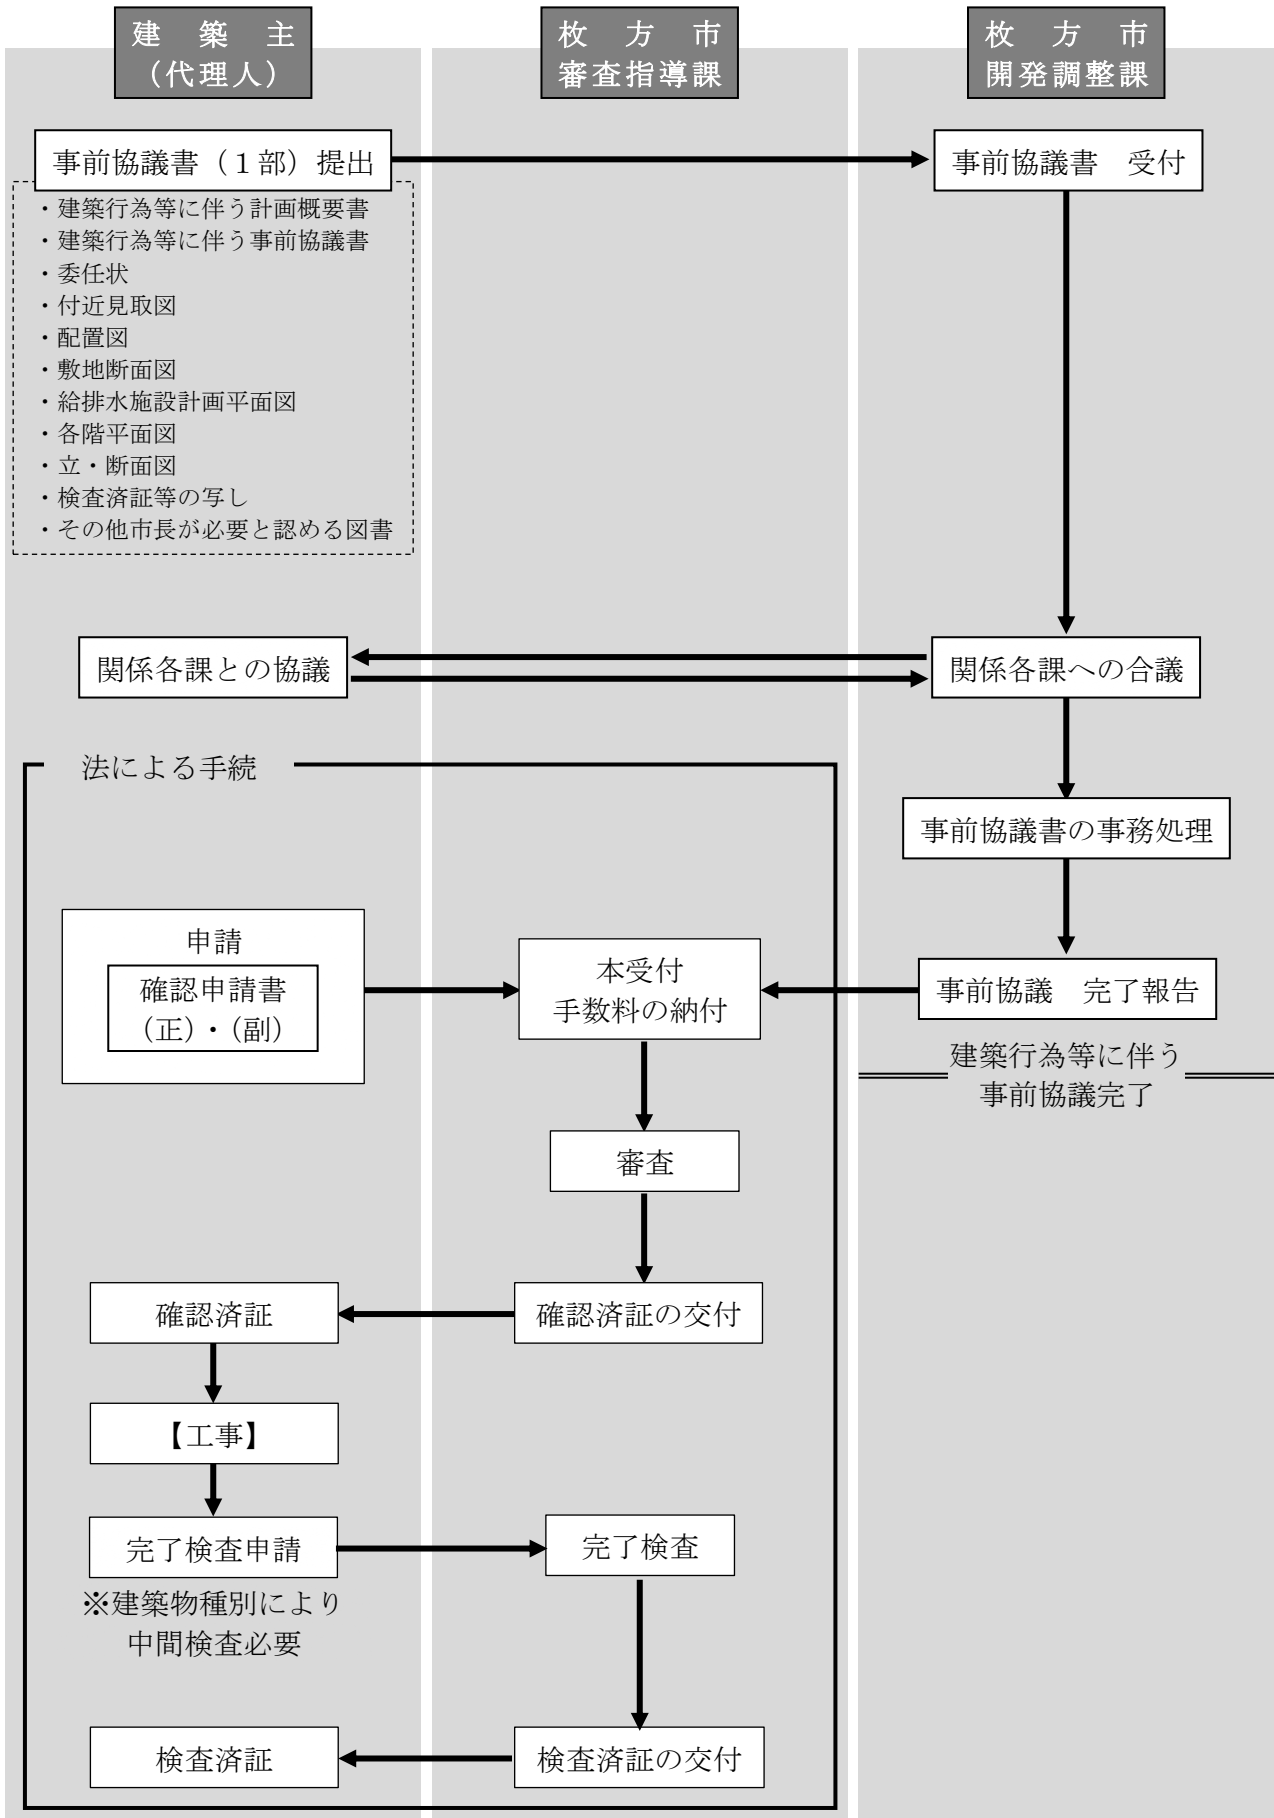 建 築 主
（代理人）
枚 方 市
審査指導課
枚 方 市
開発調整課
事前協議書（１部）提出
事前協議書　受付
・建築行為等に伴う計画概要書
・建築行為等に伴う事前協議書
・委任状
・付近見取図
・配置図
・敷地断面図
・給排水施設計画平面図
・各階平面図
・立・断面図
・検査済証等の写し
・その他市長が必要と認める図書
関係各課との協議
関係各課への合議
法による手続
事前協議書の事務処理
申請
確認申請書
（正）・（副）
本受付
手数料の納付
事前協議　完了報告
建築行為等に伴う
事前協議完了
審査
確認済証
確認済証の交付
【工事】
完了検査申請
完了検査
※建築物種別により
中間検査必要
検査済証
検査済証の交付